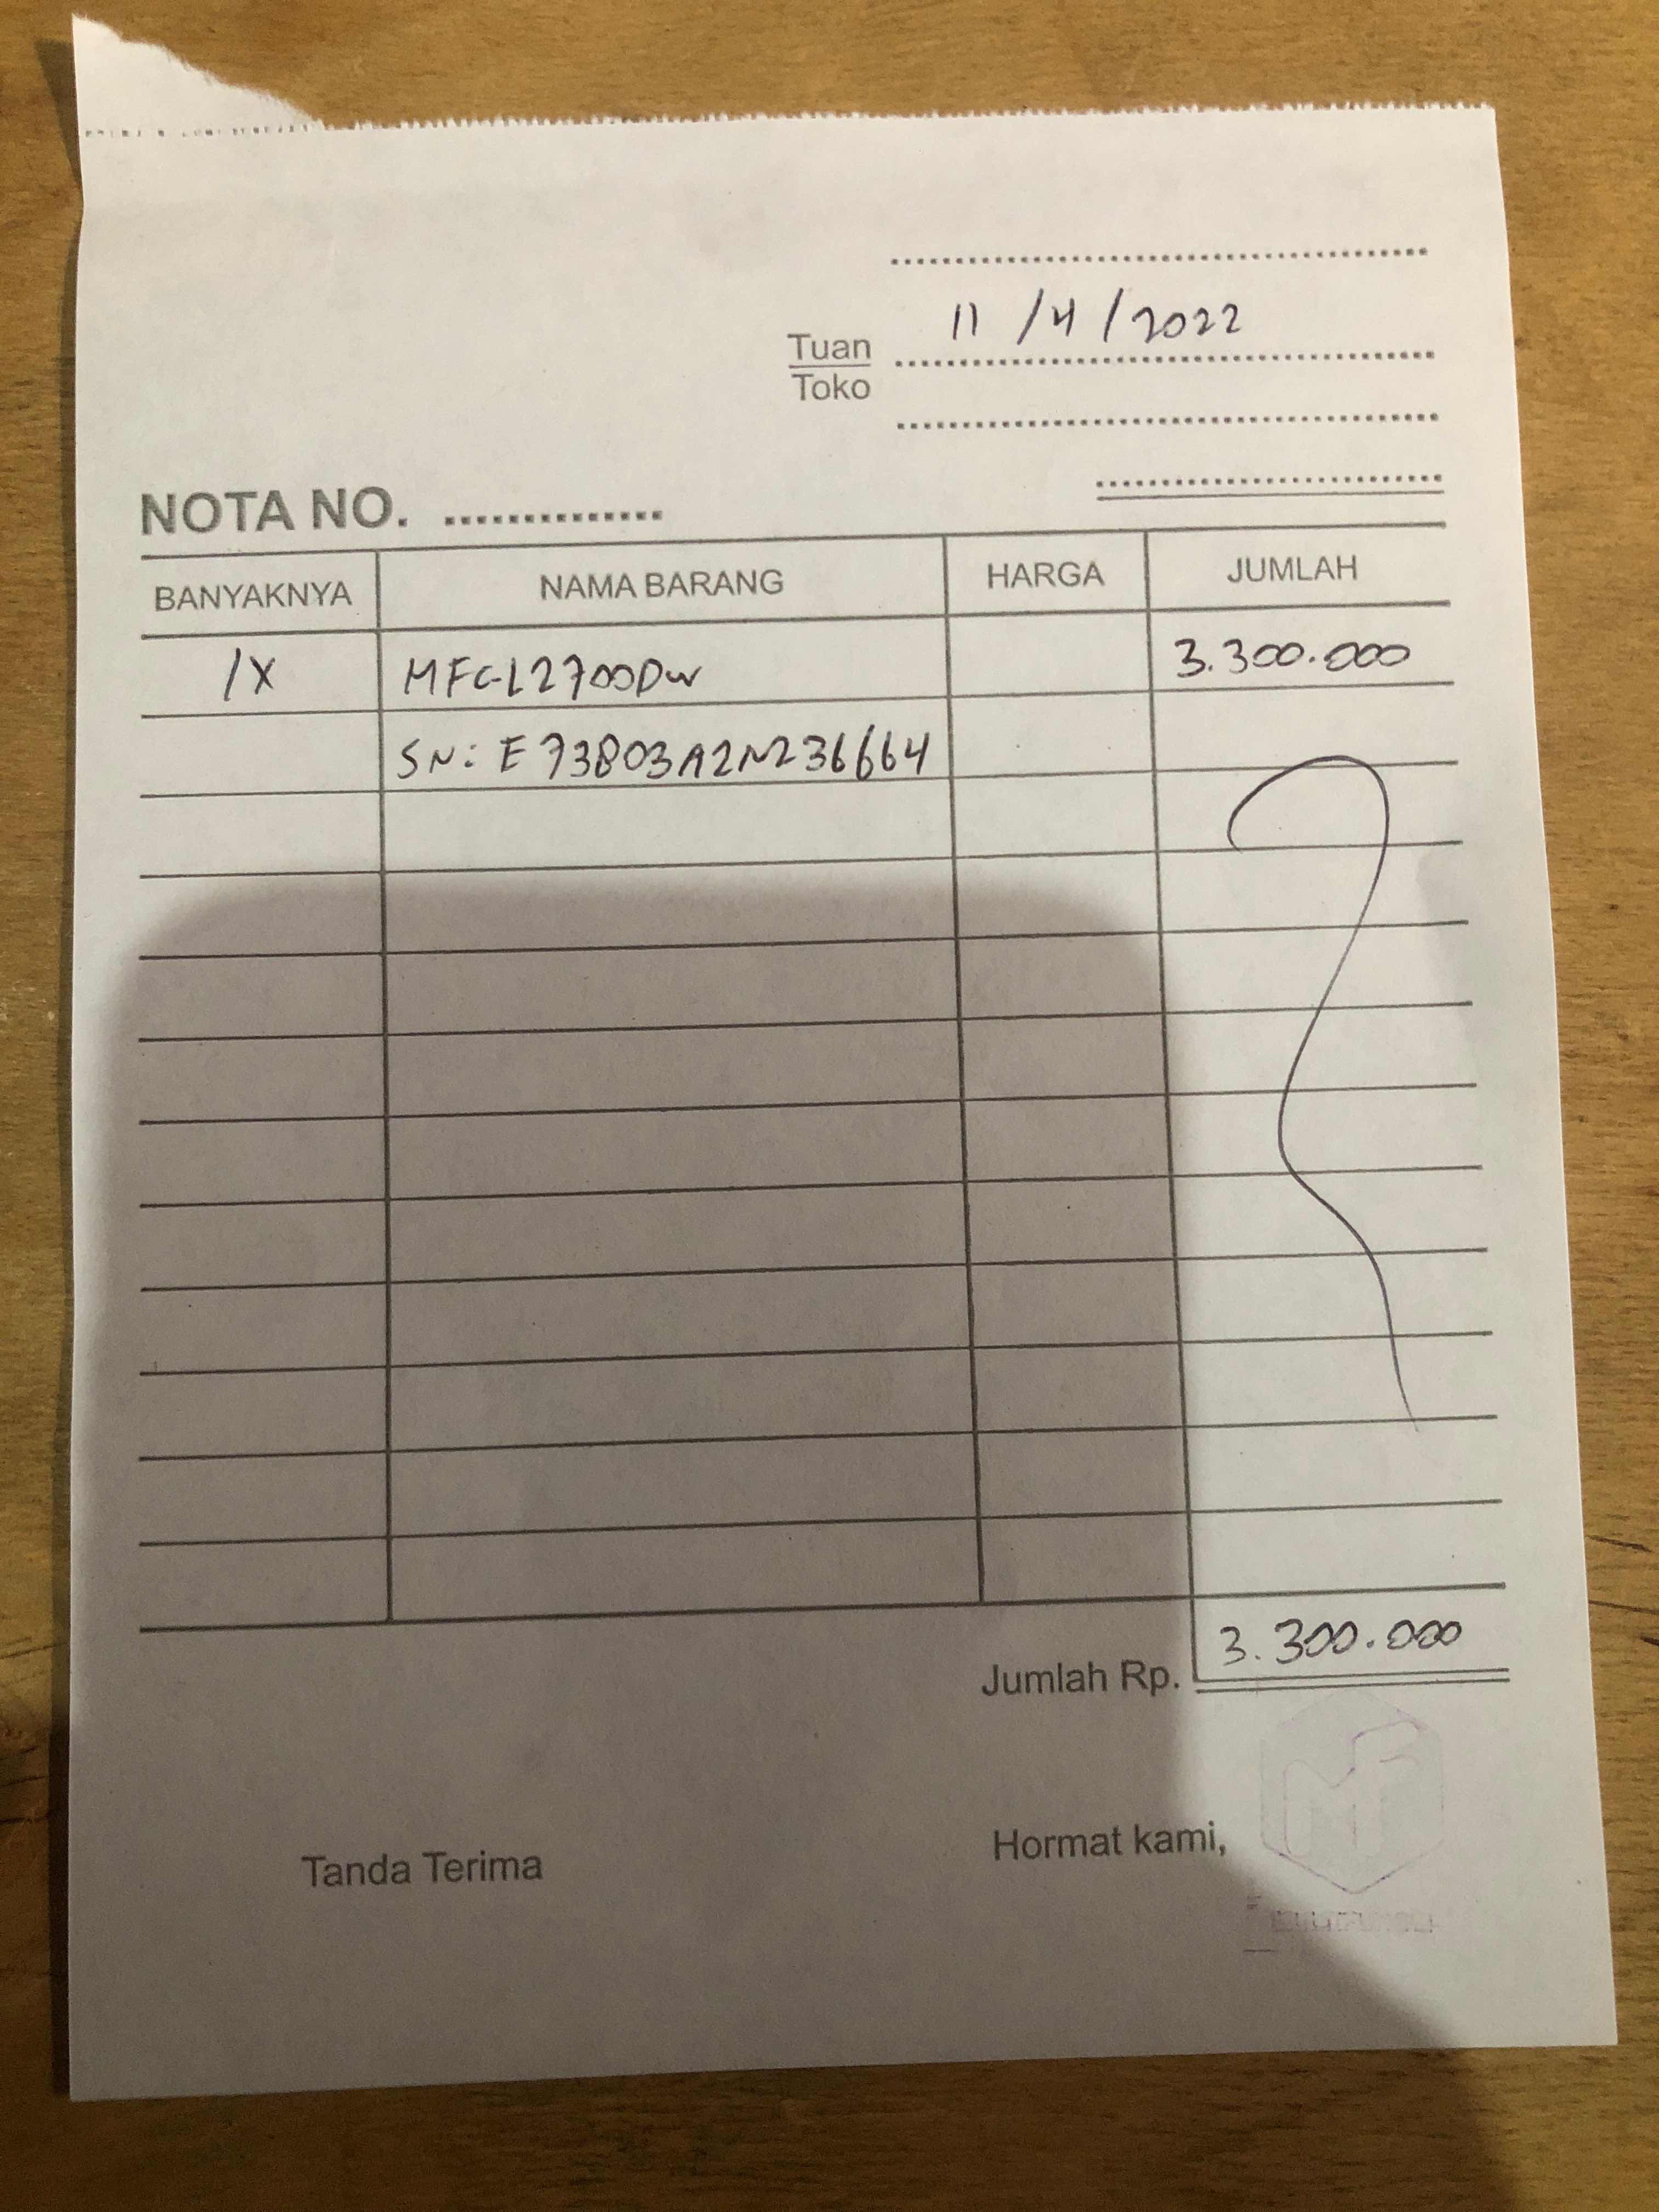 11/4/2022
Tuan
Toko
NOTA NO. ..............
BANYAKNYA NAMA BARANG HARGA JUMLAH
1X MFC-L2700DW 3.300.000
SN: E73803A2N236664
Jumlah Rp. 3.300.000
Tanda Terima Hormat kami,